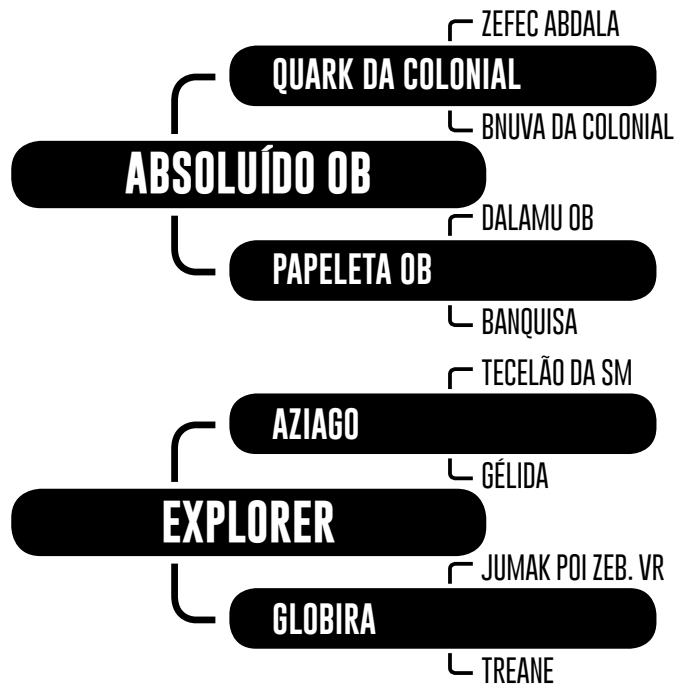 ZEFEC ABDALA
QUARK DA COLONIAL
BNUVA DA COLONIAL
ABSOLUÍDO OB
DALAMU OB
PAPELETA OB
BANQUISA
TECELÃO DA SM
AZIAGO
GÉLIDA
EXPLORER
JUMAK POI ZEB. VR
GLOBIRA
TREANE